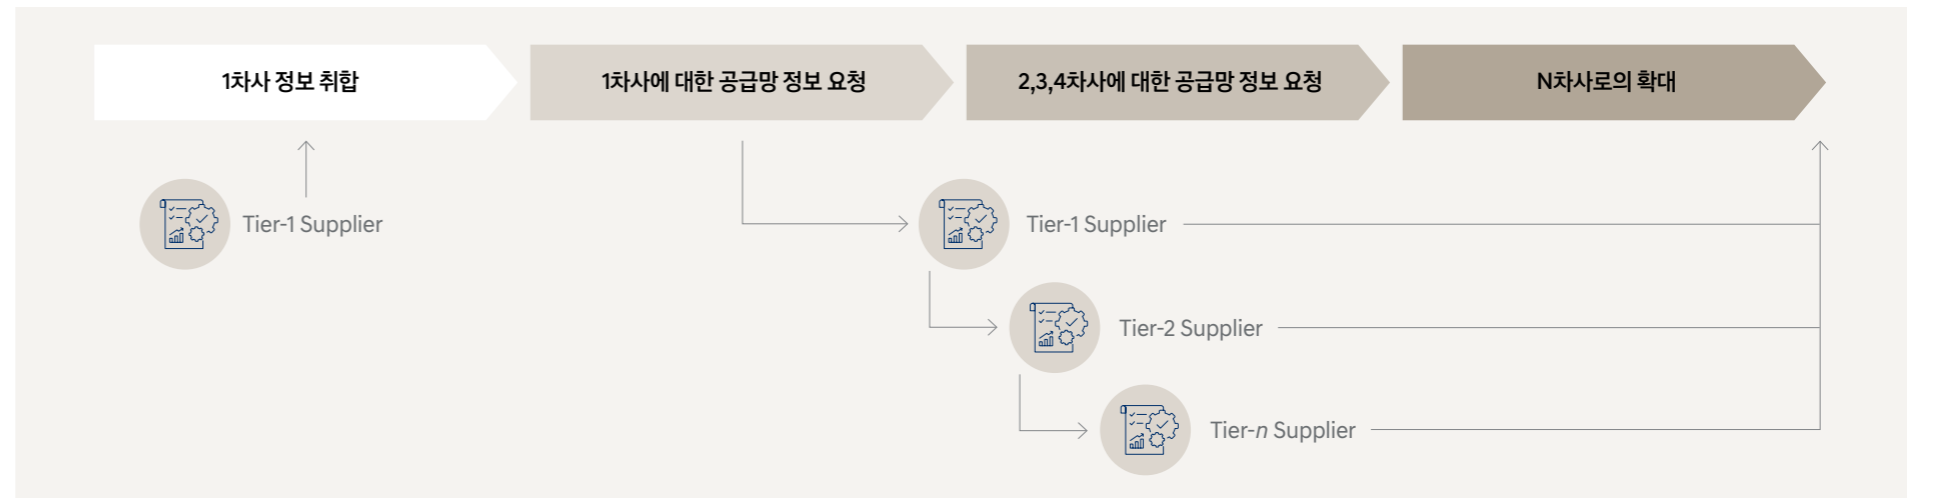 1차사 정보 취합
1차사에 대한 공급망 정보 요청
2,3,4차사에 대한 공급망 정보 요청
N차사로의 확대
Tier-1 Supplier
Tier-1 Supplier
Tier-2 Supplier
Tier-n Supplier